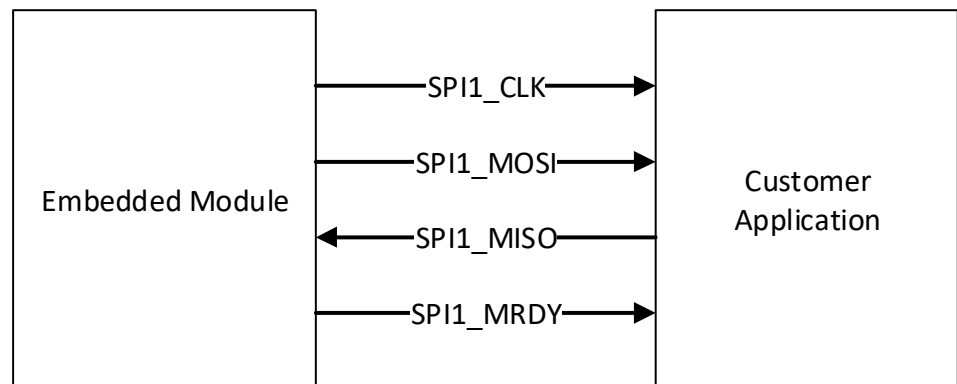 SPI1_CLK
SPI1_MOSI
Embedded Module
Customer
Application
SPI1_MISO
SPI1_MRDY